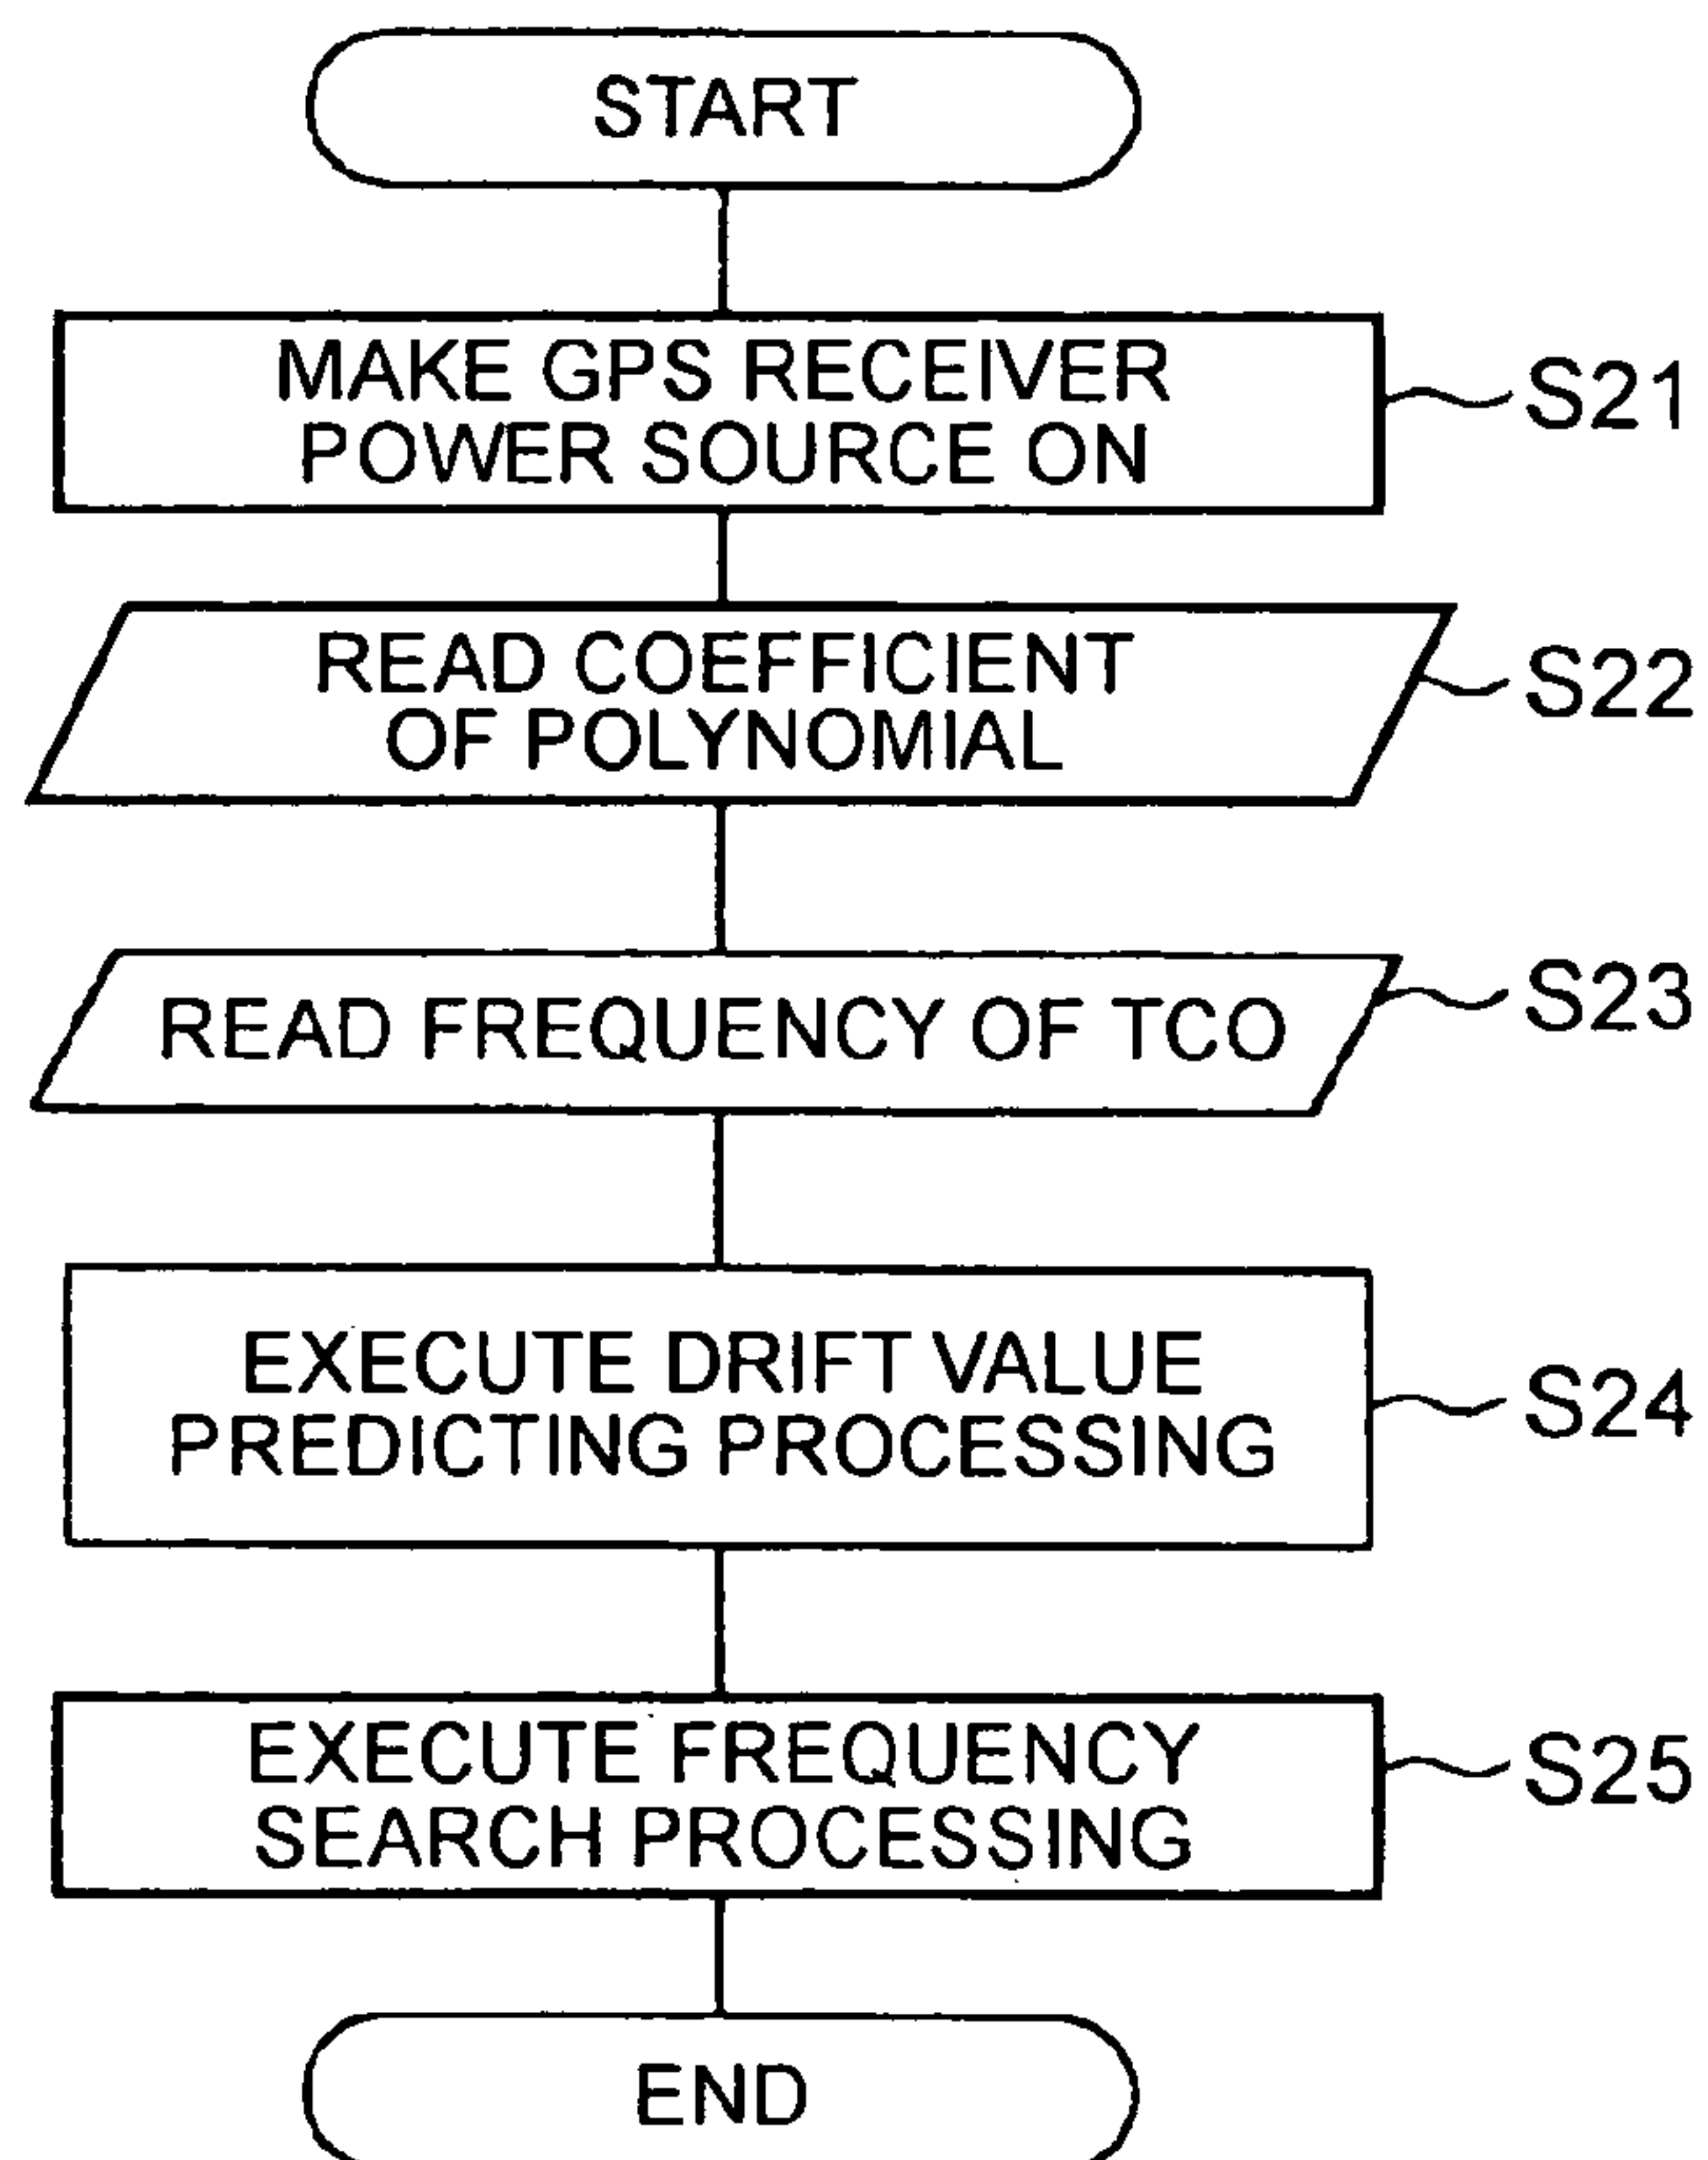 START
MAKE GPS RECEIVER
POWER SOURCE ON
S21
READ COEFFICIENT
OF POLYNOMIAL
S22
READ FREQUENCY OF TCO
S23
EXECUTE DRIFT VALUE
PREDICTING PROCESSING
S24
EXECUTE FREQUENCY
SEARCH PROCESSING
S25
END